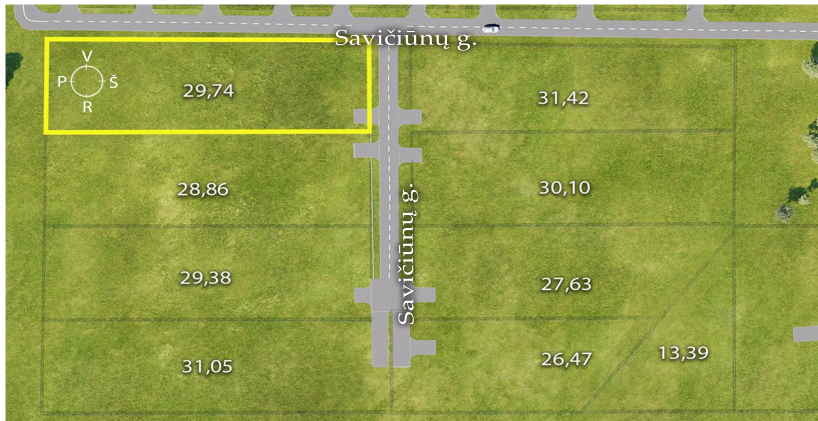 Savičiūnų g.
V
P Š
R
29,74
31,42
28,86
30,10
Savičiūnų g.
29,38
27,63
31,05
26,47
13,39